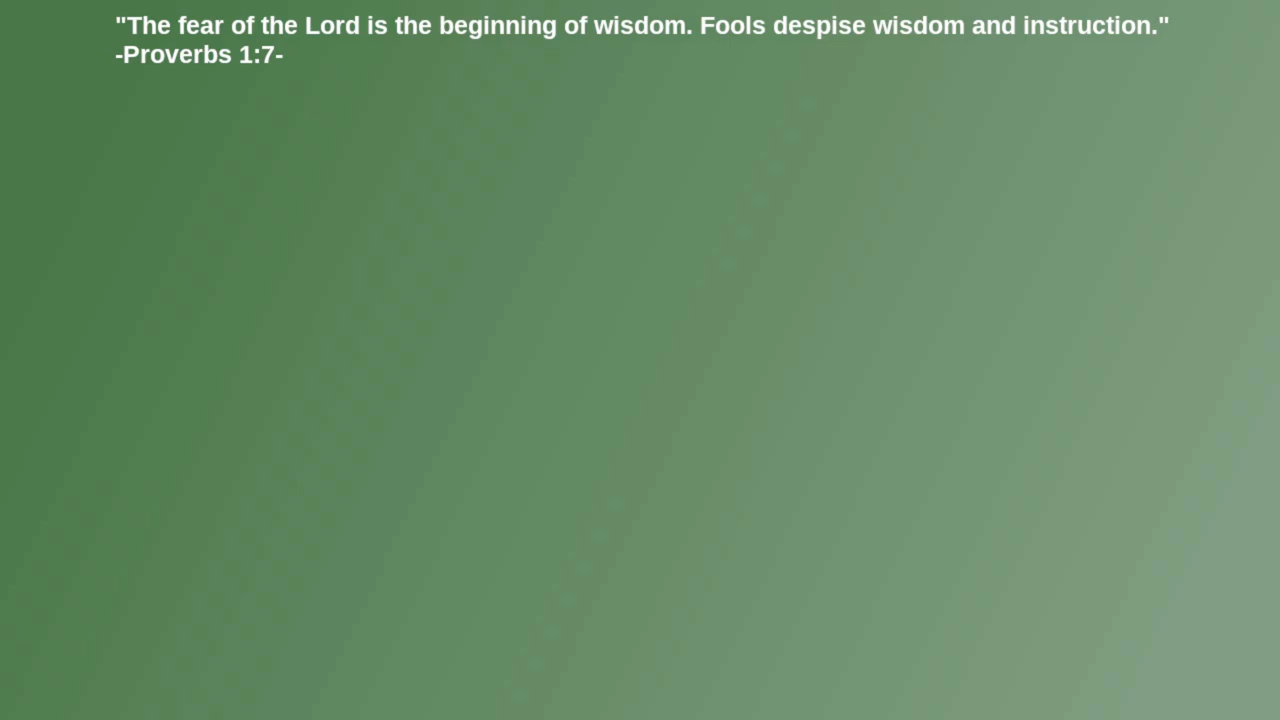 "The fear of the Lord is the beginning of wisdom. Fools despise wisdom and instruction."
-Proverbs 1:7-